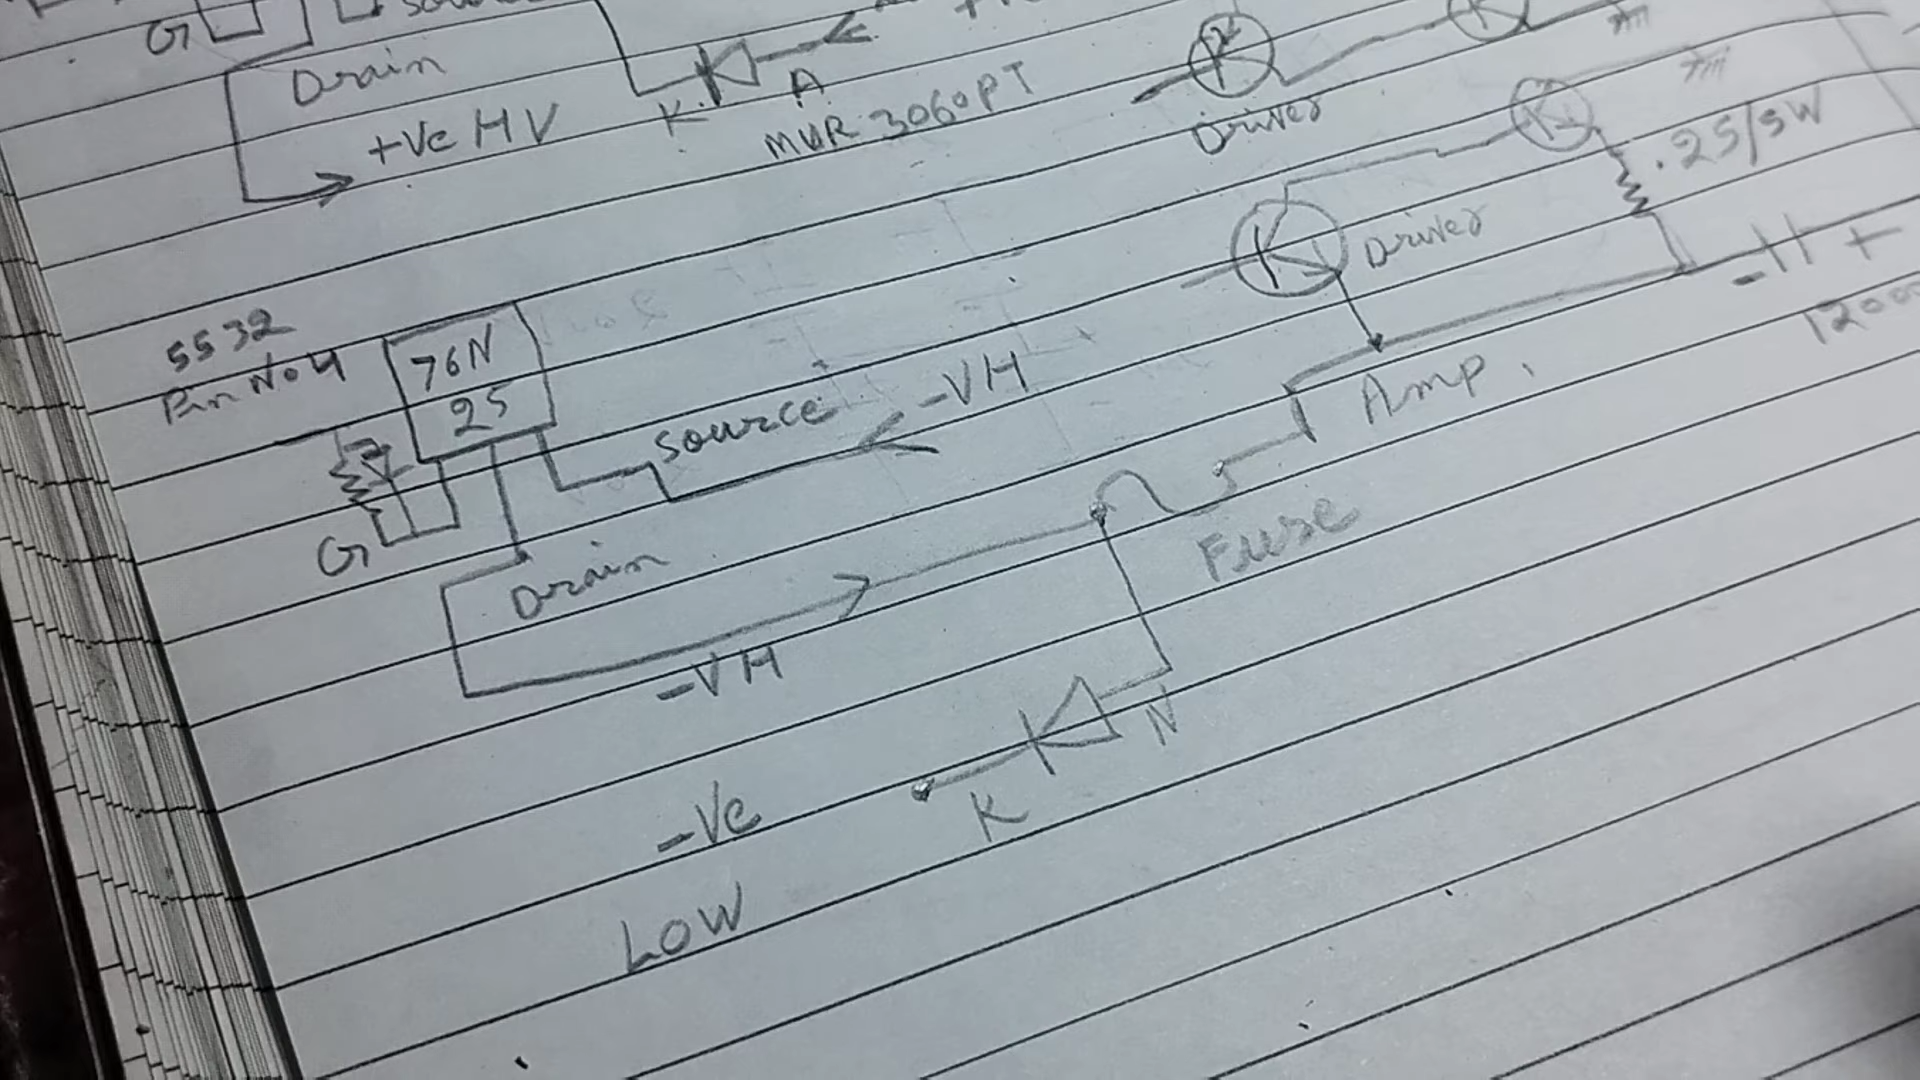 G
Drain
+Ve HV
K A
MUR 3060PT
Driver
.25/5W
Driver
- +
5532
Pin No 4
76N
25
Source
-VH
Amp.
G
Drain
Fuse
-VH
N
K
-Ve
LOW